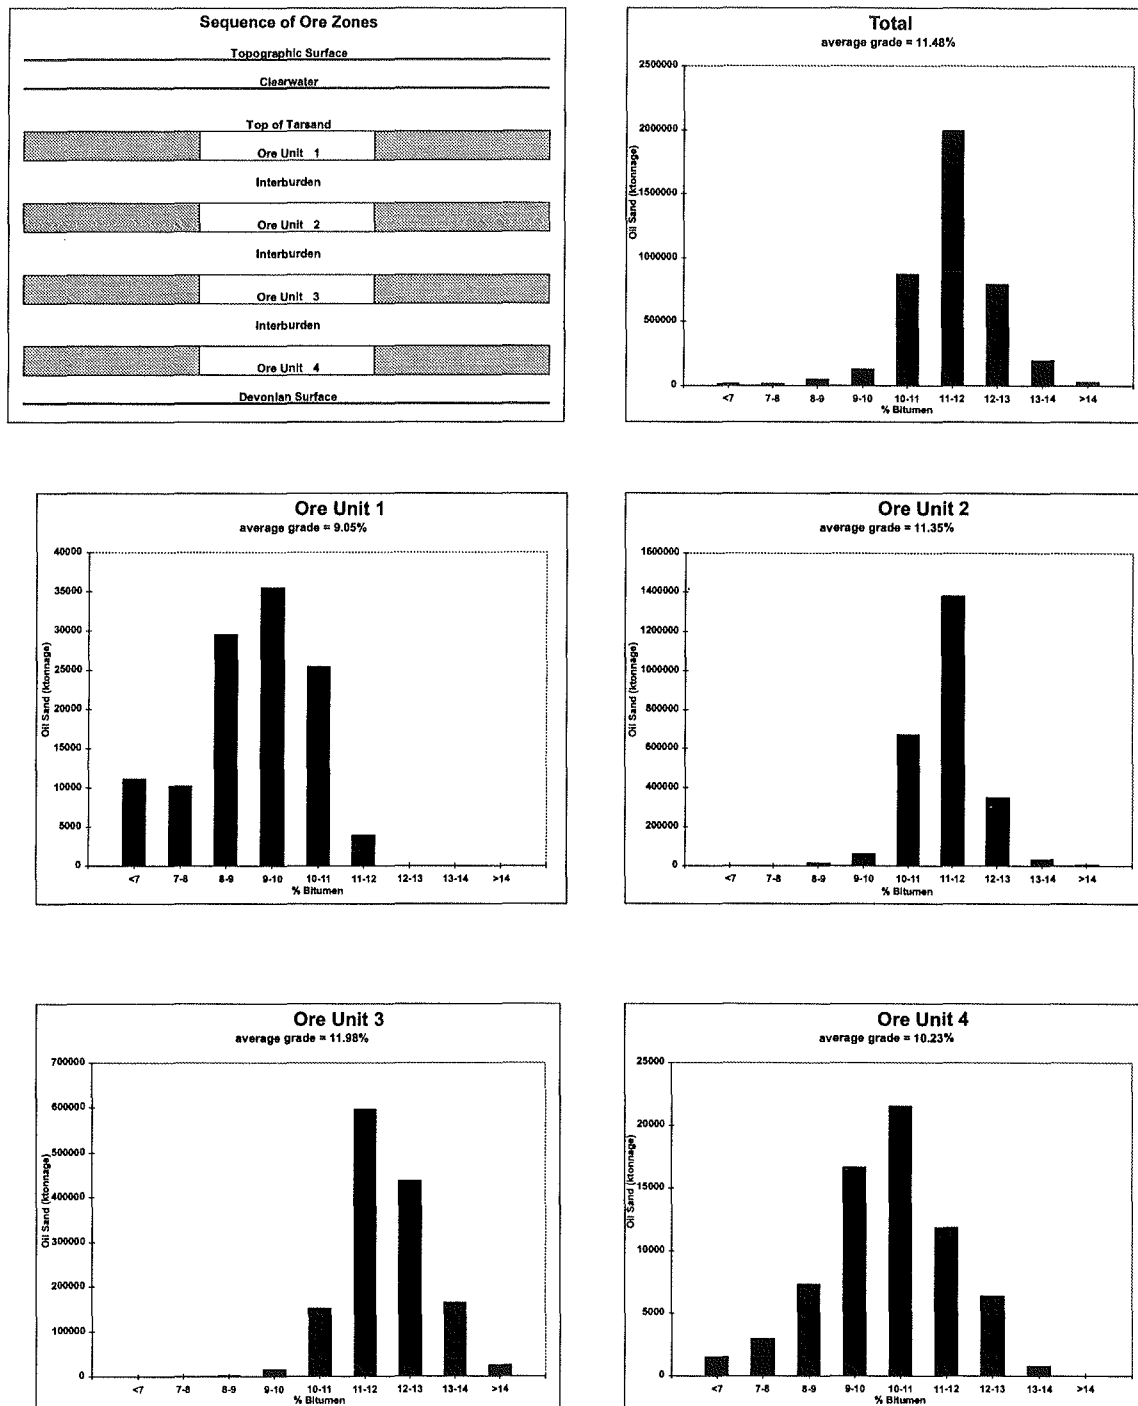 Sequence of Ore Zones
Topographic Surface
Clearwater
Top of Tarsand
Ore Unit 1
Interburden
Ore Unit 2
Interburden
Ore Unit 3
Interburden
Ore Unit 4
Devonian Surface
Total
average grade = 11.48%
2500000
2000000
1500000
1000000
500000
0
Oil Sand (ktonnage)
<7 7-8 8-9 9-10 10-11 11-12 12-13 13-14 >14
% Bitumen
Ore Unit 1
average grade = 9.05%
40000
35000
30000
25000
20000
15000
10000
5000
0
Oil Sand (ktonnage)
<7 7-8 8-9 9-10 10-11 11-12 12-13 13-14 >14
% Bitumen
Ore Unit 2
average grade = 11.35%
1600000
1400000
1200000
1000000
800000
600000
400000
200000
0
Oil Sand (ktonnage)
<7 7-8 8-9 9-10 10-11 11-12 12-13 13-14 >14
% Bitumen
Ore Unit 3
average grade = 11.98%
700000
600000
500000
400000
300000
200000
100000
0
Oil Sand (ktonnage)
<7 7-8 8-9 9-10 10-11 11-12 12-13 13-14 >14
% Bitumen
Ore Unit 4
average grade = 10.23%
25000
20000
15000
10000
5000
0
Oil Sand (ktonnage)
<7 7-8 8-9 9-10 10-11 11-12 12-13 13-14 >14
% Bitumen